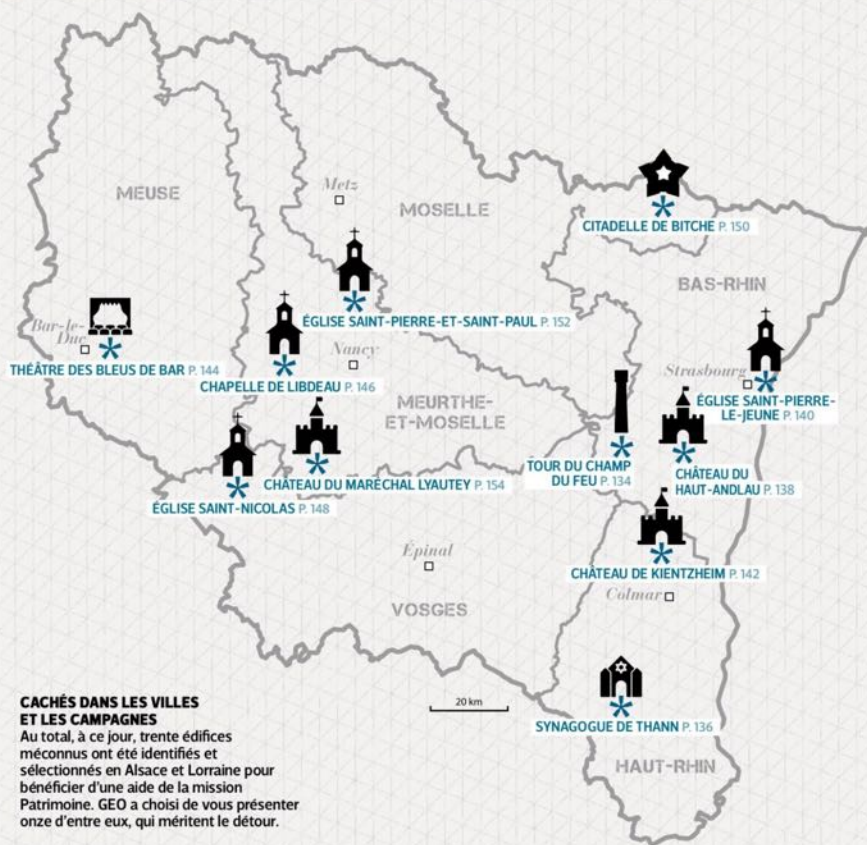 MEUSE
Metz
MOSELLE
CITADELLE DE BITCHE P. 150
BAS-RHIN
ÉGLISE SAINT-PIERRE-ET-SAINT-PAUL P. 152
Bar-le-
Duc
THÉÂTRE DES BLEUS DE BAR P. 144
Nancy
CHAPELLE DE LIBDEAU P. 146
Strasbourg
ÉGLISE SAINT-PIERRE-
LE-JEUNE P. 140
MEURTHE-
ET-MOSELLE
TOUR DU CHAMP
DU FEU P. 134
CHÂTEAU DU
HAUT-ANDLAU P. 138
CHÂTEAU DU MARÉCHAL LYAUTEY P. 154
ÉGLISE SAINT-NICOLAS P. 148
Épinal
CHÂTEAU DE KIENTZHEIM P. 142
Colmar
VOSGES
20 km
SYNAGOGUE DE THANN P. 136
HAUT-RHIN
CACHÉS DANS LES VILLES
ET LES CAMPAGNES
Au total, à ce jour, trente édifices
méconnus ont été identifiés et
sélectionnés en Alsace et Lorraine pour
bénéficier d'une aide de la mission
Patrimoine. GEO a choisi de vous présenter
onze d'entre eux, qui méritent le détour.